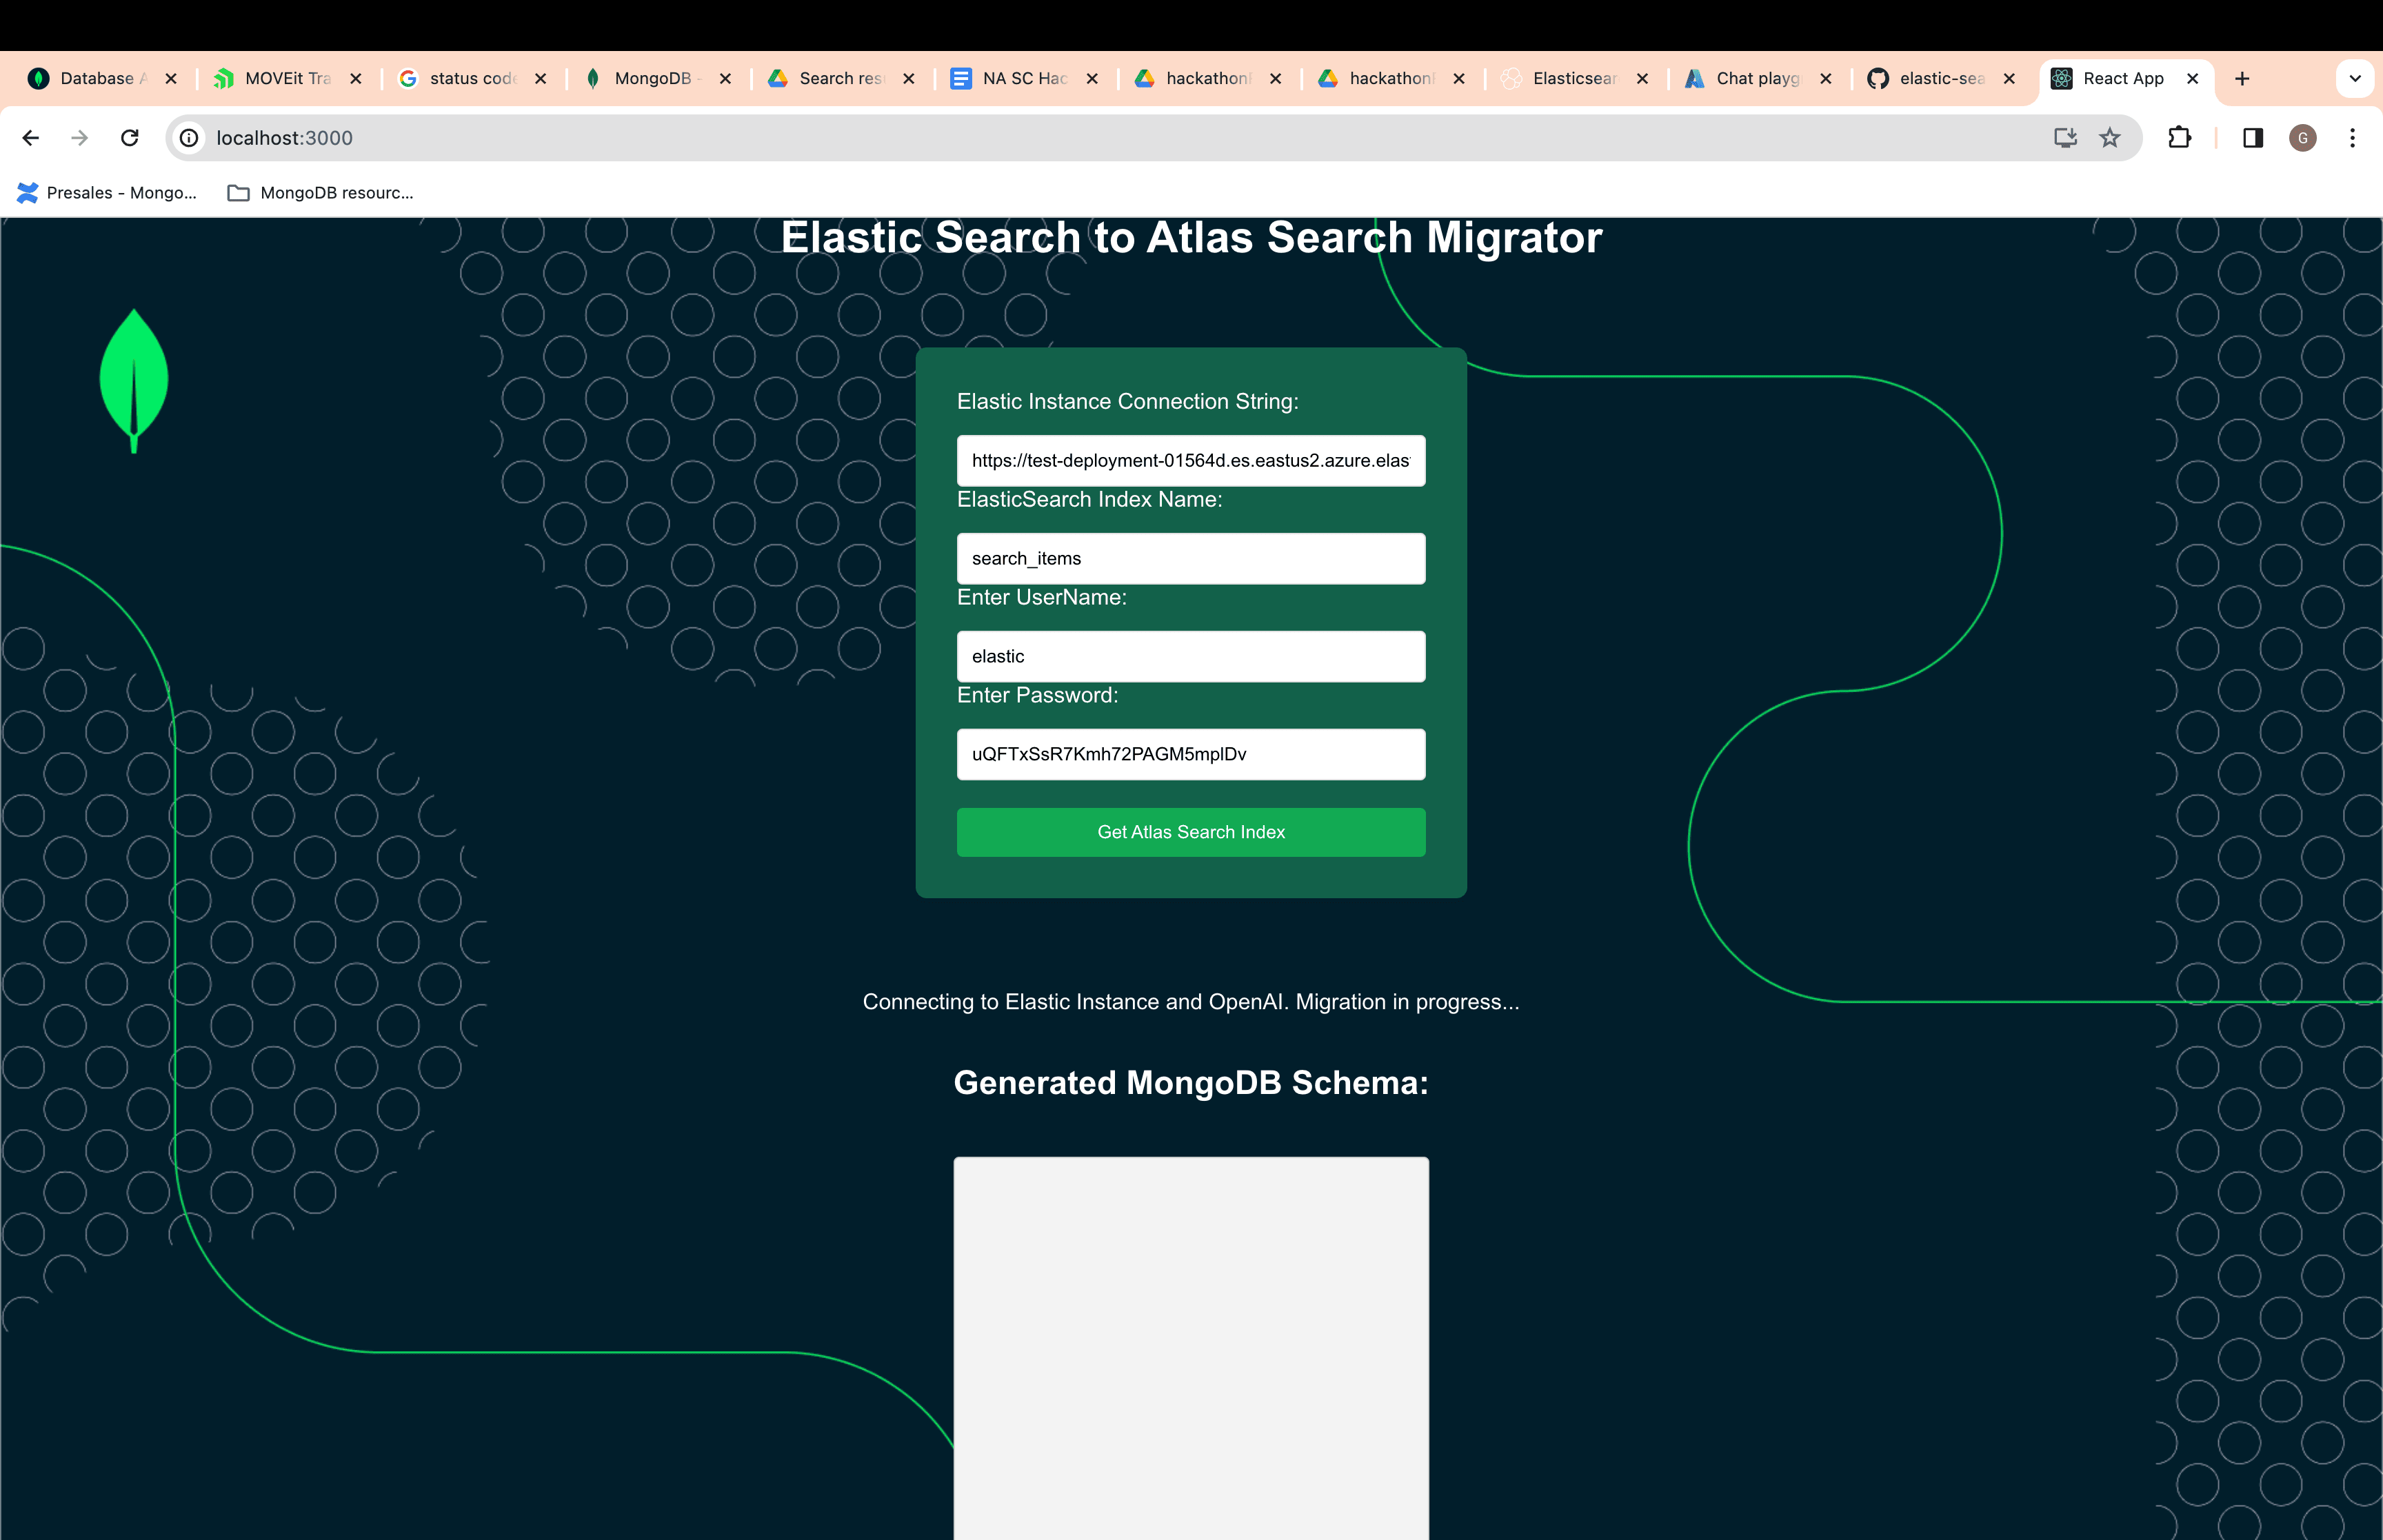 Database A
MOVEit Tra
status code
MongoDB -
Search resu
NA SC Hac
hackathonF
hackathonF
Elasticsear
Chat playg
elastic-sea
React App
localhost:3000
G
Presales - Mongo...
MongoDB resourc...
Elastic Search to Atlas Search Migrator
Elastic Instance Connection String:
https://test-deployment-01564d.es.eastus2.azure.elas
ElasticSearch Index Name:
search_items
Enter UserName:
elastic
Enter Password:
uQFTxSsR7Kmh72PAGM5mplDv
Get Atlas Search Index
Connecting to Elastic Instance and OpenAI. Migration in progress...
Generated MongoDB Schema: